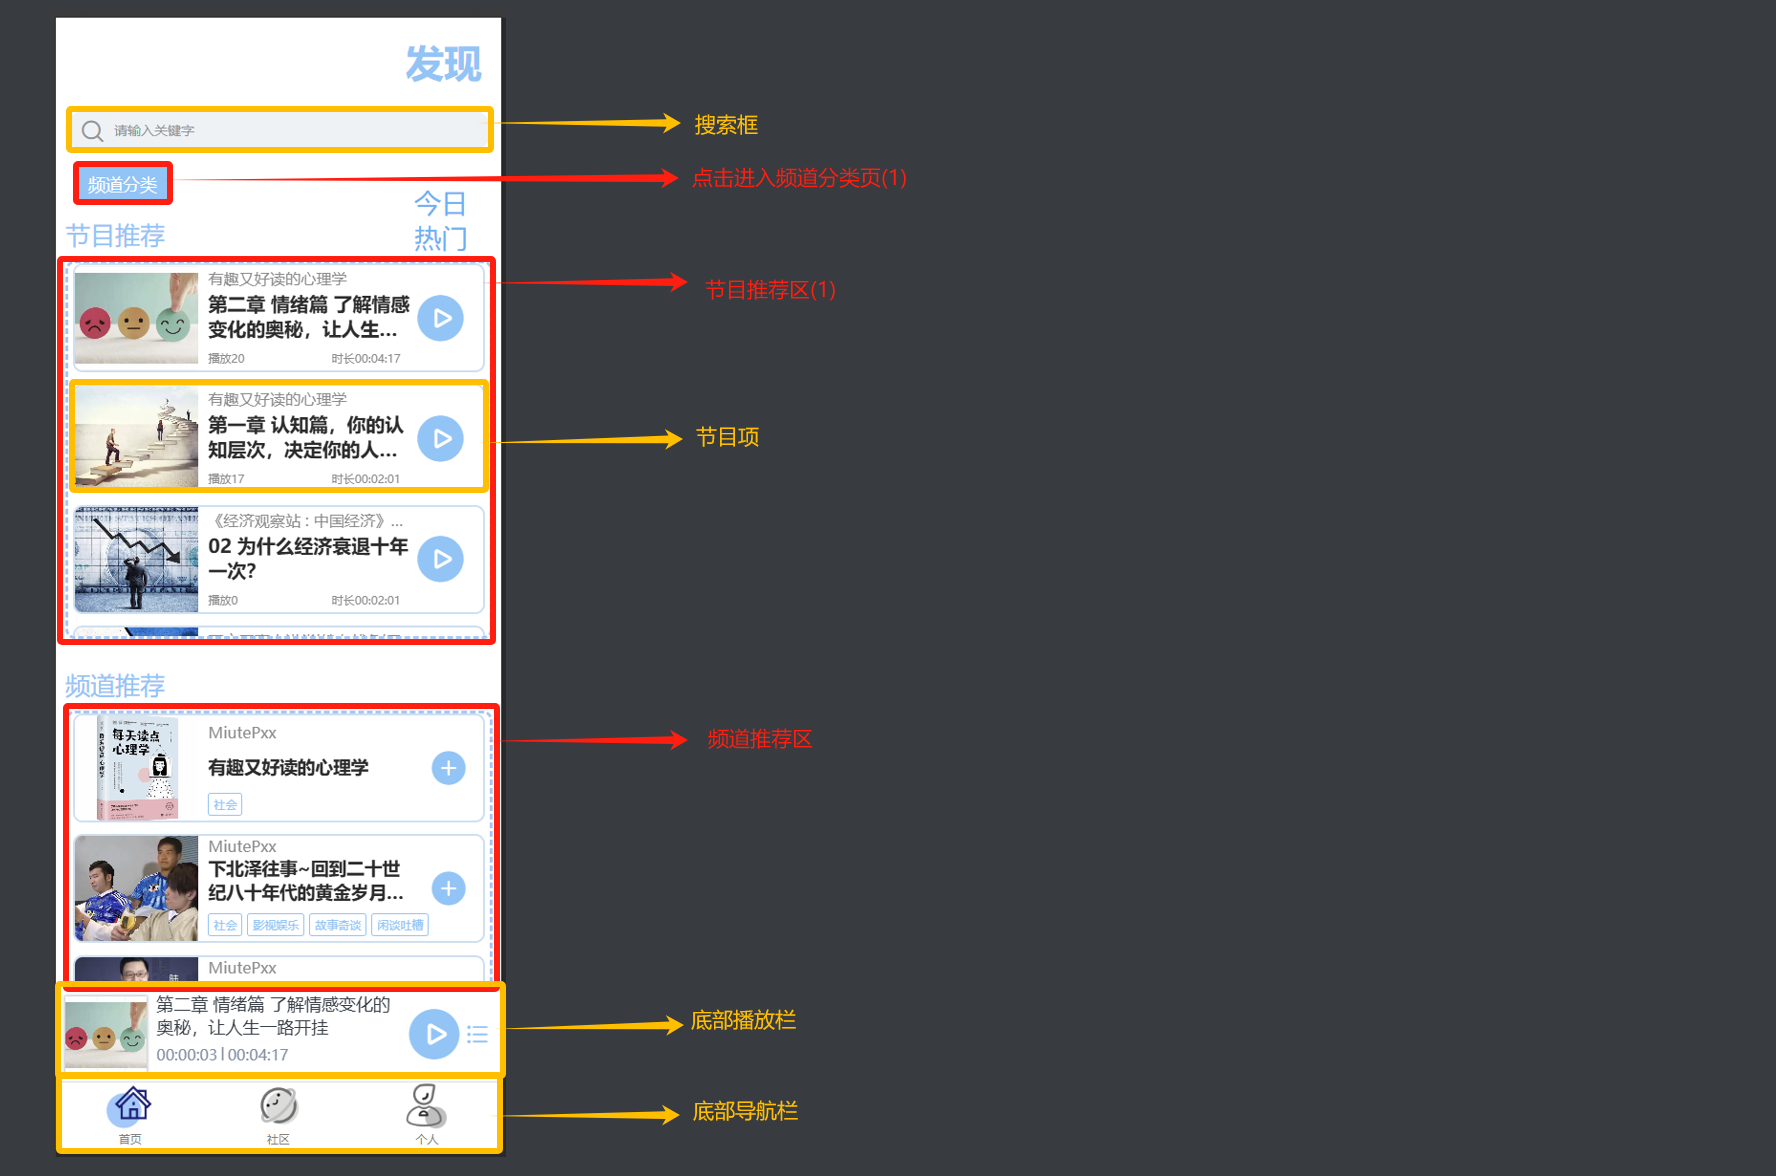 发现
请输入关键字
搜索框
频道分类
点击进入频道分类页(1)
今日
热门
节目推荐
节目推荐区(1)
有趣又好读的心理学
第二章 情绪篇 了解情感
变化的奥秘，让人生...
播放20
时长00:04:17
有趣又好读的心理学
第一章 认知篇，你的认
知层次，决定你的人...
播放17
时长00:02:01
节目项
《经济观察站 : 中国经济》...
02 为什么经济衰退十年
一次?
播放0
时长00:02:01
频道推荐
频道推荐区
每天读点
心理学
MiutePxx
有趣又好读的心理学
社会
MiutePxx
下北泽往事~回到二十世
纪八十年代的黄金岁月...
社会
影视娱乐
故事奇谈
闲谈吐槽
MiutePxx
第二章 情绪篇 了解情感变化的
奥秘，让人生一路开挂
00:00:03 | 00:04:17
底部播放栏
首页
社区
个人
底部导航栏